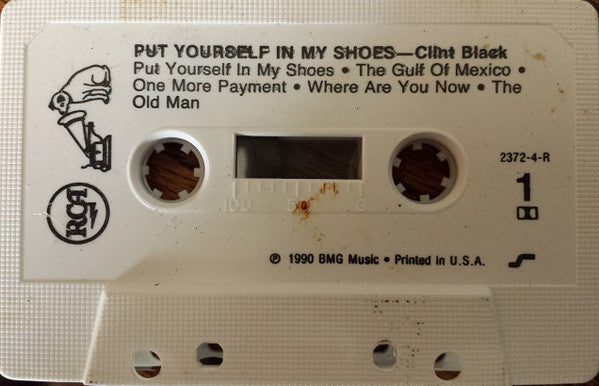 PUT YOURSELF IN MY SHOES—Clint Black
Put Yourself In My Shoes • The Gulf Of Mexico •
One More Payment • Where Are You Now • The
Old Man
2372-4-R
1
RCA
100 50 0
℗ 1990 BMG Music • Printed in U.S.A.